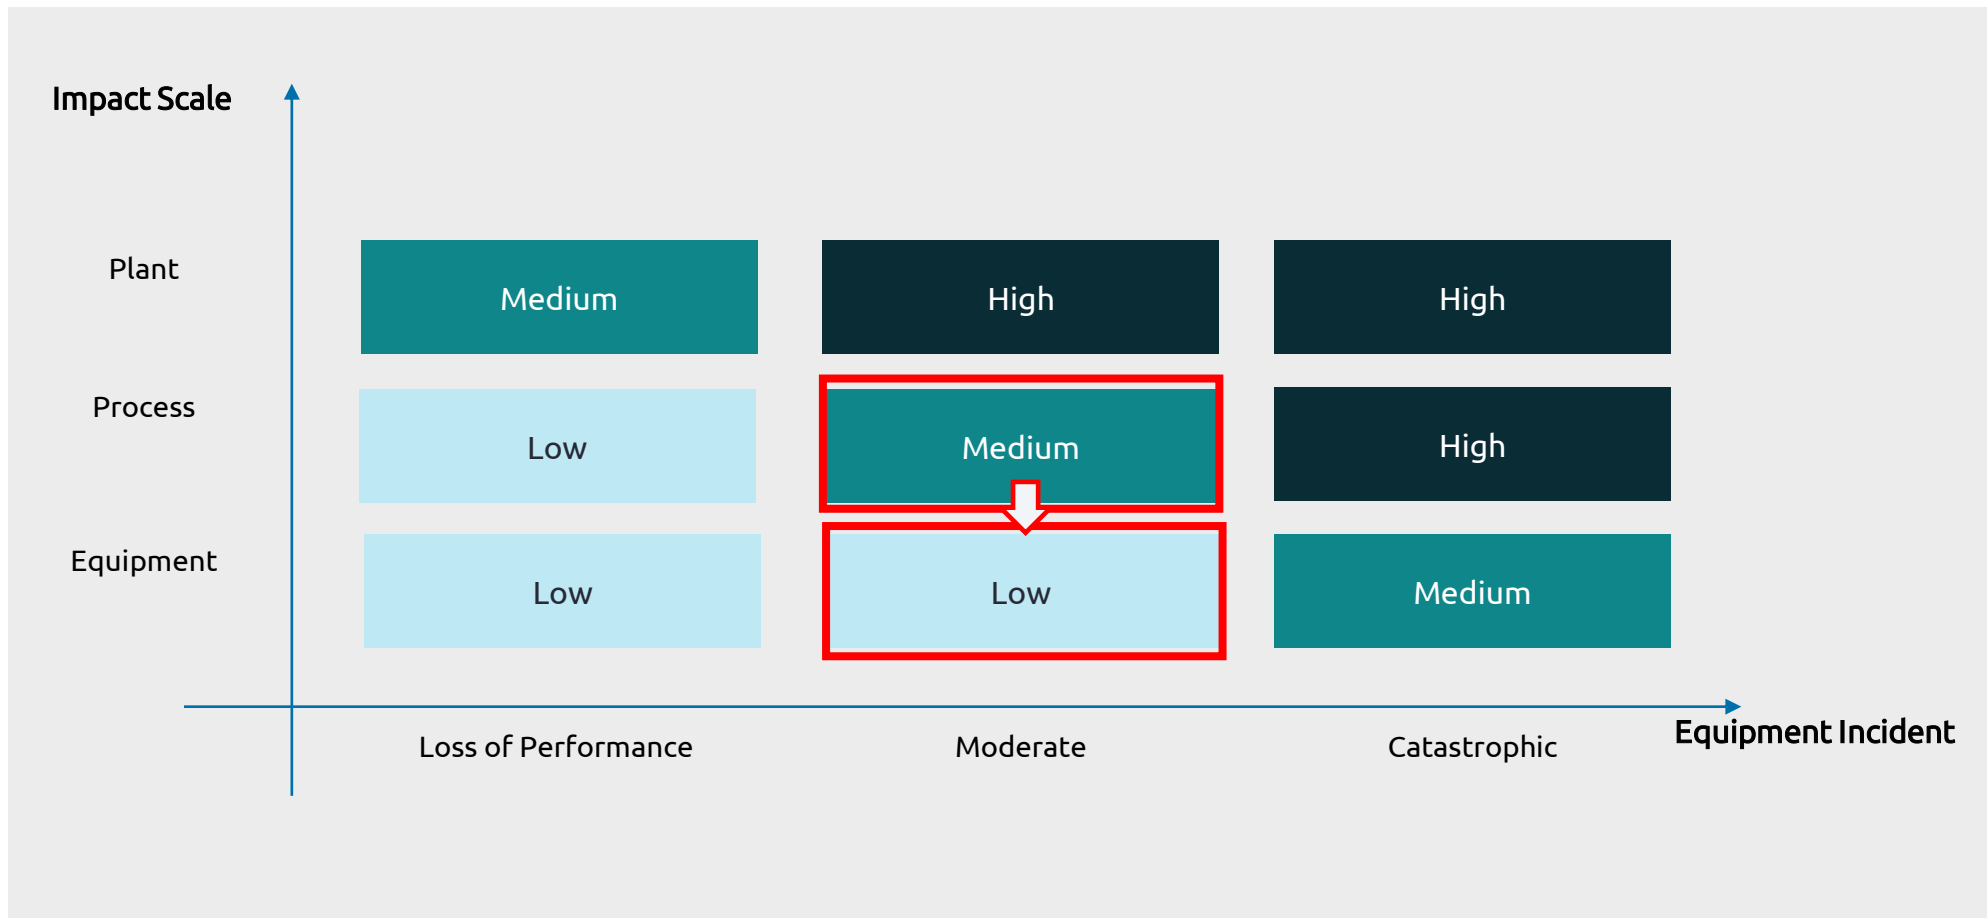 Impact Scale
Plant
Medium
High
High
Process
Low
Medium
High
Equipment
Low
Low
Medium
Loss of Performance
Moderate
Catastrophic
Equipment Incident